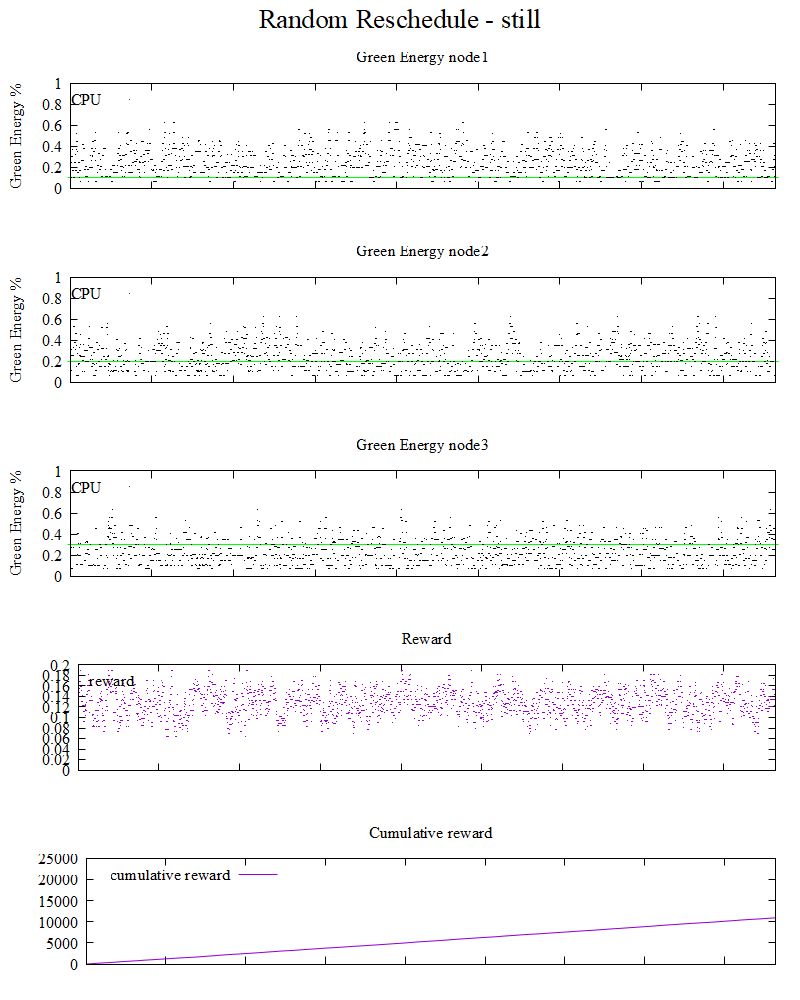 Random Reschedule - still
Green Energy node1
Green Energy %
1
0.8
0.6
0.4
0.2
0
CPU
Green Energy node2
Green Energy %
1
0.8
0.6
0.4
0.2
0
CPU
Green Energy node3
Green Energy %
1
0.8
0.6
0.4
0.2
0
CPU
Reward
0.2
0.18
0.16
0.14
0.12
0.1
0.08
0.06
0.04
0.02
0
reward
Cumulative reward
25000
20000
15000
10000
5000
0
cumulative reward